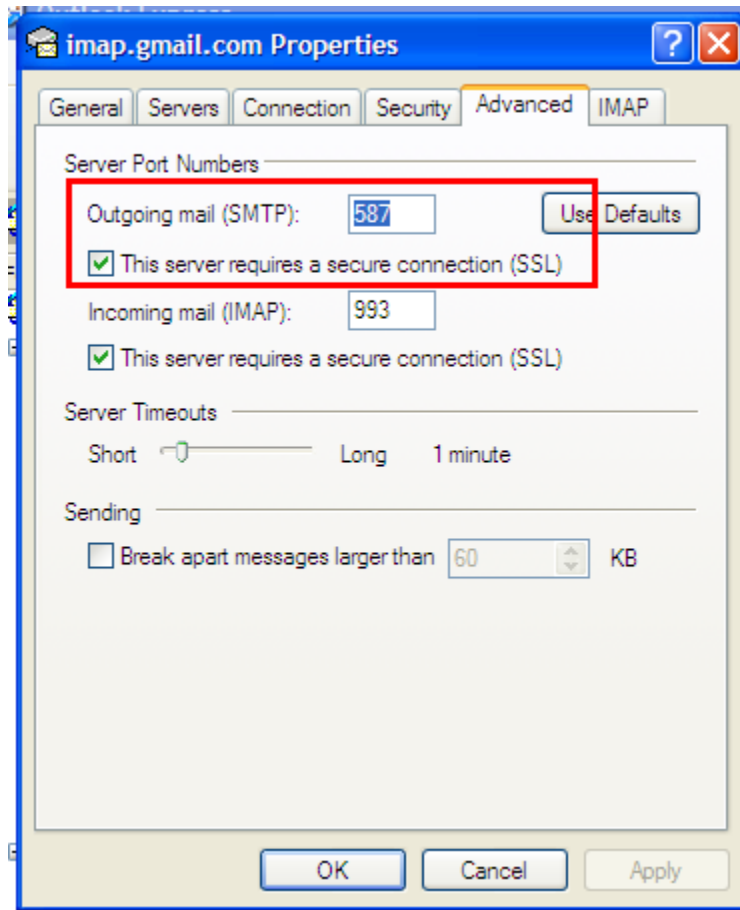 imap.gmail.com Properties
General Servers Connection Security Advanced IMAP
Server Port Numbers
Outgoing mail (SMTP): 587 Use Defaults
This server requires a secure connection (SSL)
Incoming mail (IMAP): 993
This server requires a secure connection (SSL)
Server Timeouts
Short Long 1 minute
Sending
Break apart messages larger than 60 KB
OK Cancel Apply